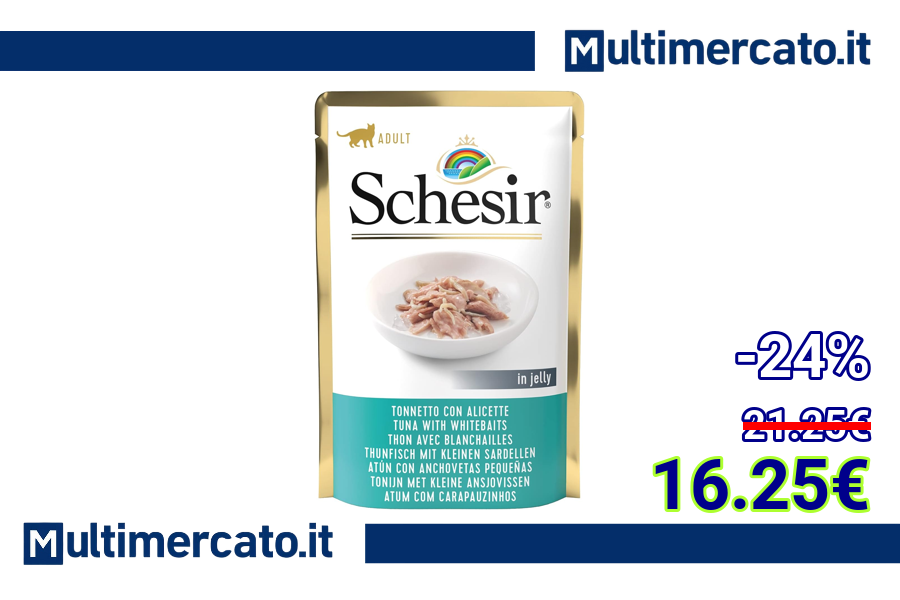 Multimercato.it
ADULT
Schesir®
in jelly
TONNETTO CON ALICETTE
TUNA WITH WHITEBAITS
THON AVEC BLANCHAILLES
THUNFISCH MIT KLEINEN SARDELLEN
ATÚN CON ANCHOVETAS PEQUEÑAS
TONIJN MET KLEINE ANSJOVISSEN
ATUM COM CARAPAUZINHOS
-24%
21.25€
16.25€
Multimercato.it